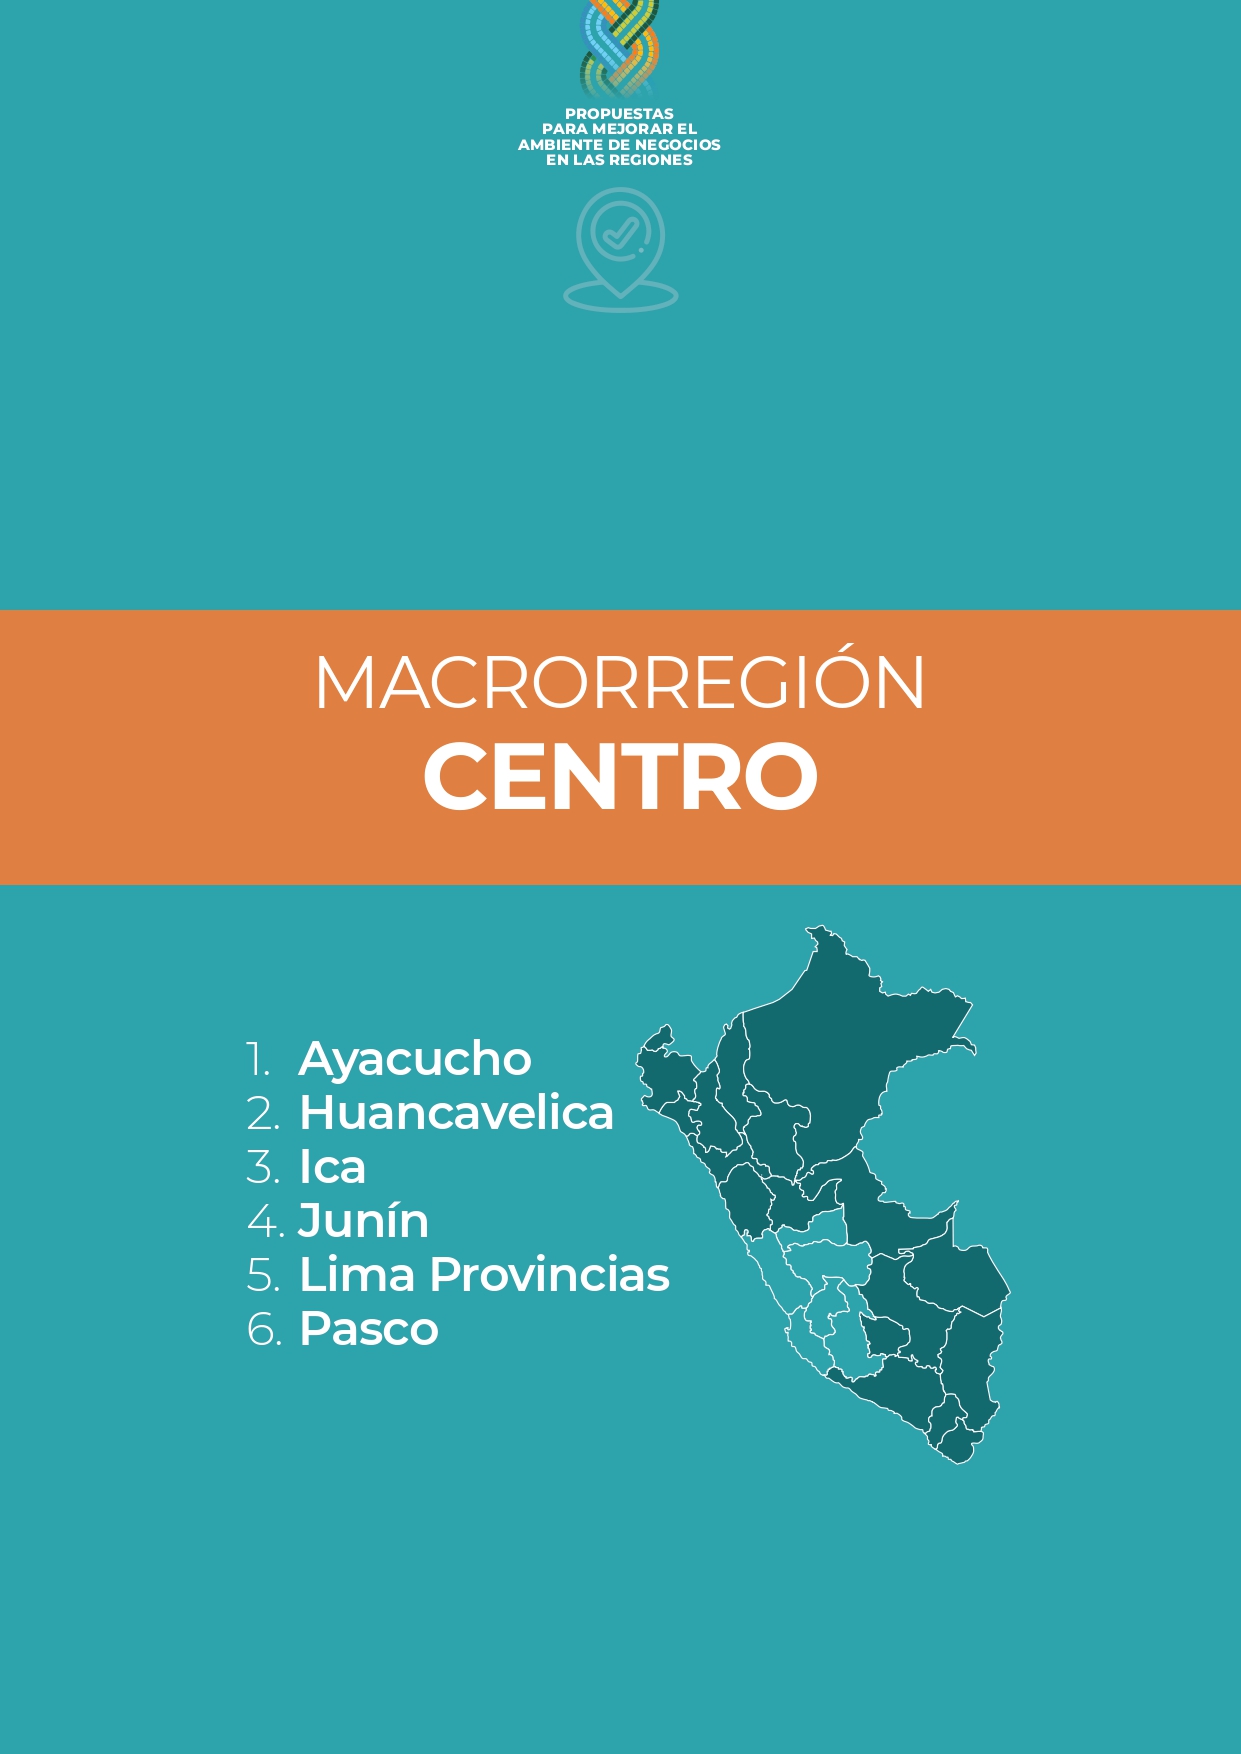 PROPUESTAS
PARA MEJORAR EL
AMBIENTE DE NEGOCIOS
EN LAS REGIONES
MACRORREGIÓN
CENTRO
1. Ayacucho
2. Huancavelica
3. Ica
4. Junín
5. Lima Provincias
6. Pasco